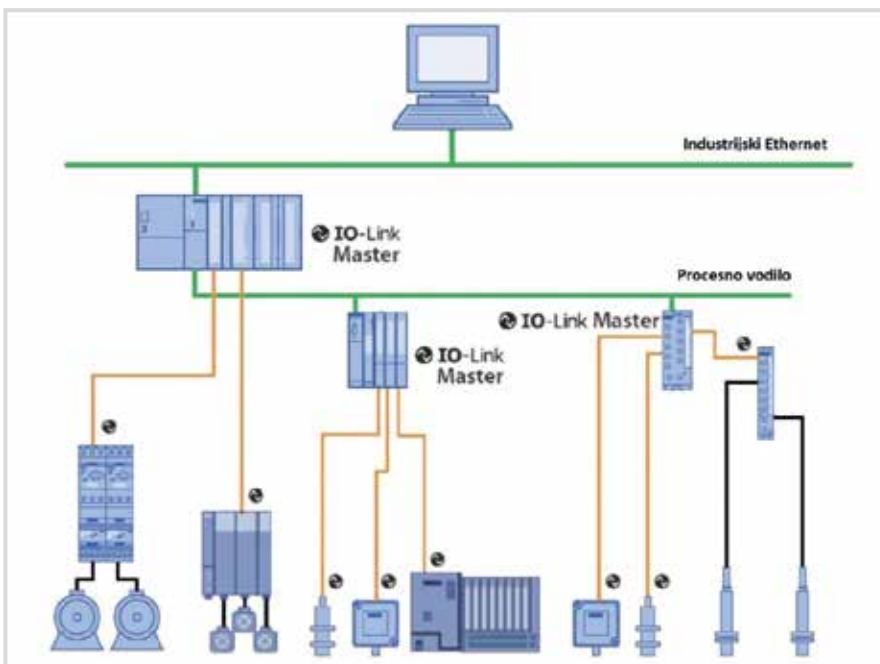 Industrijski Ethernet
IO-Link
Master
Procesno vodilo
IO-Link Master
IO-Link
Master